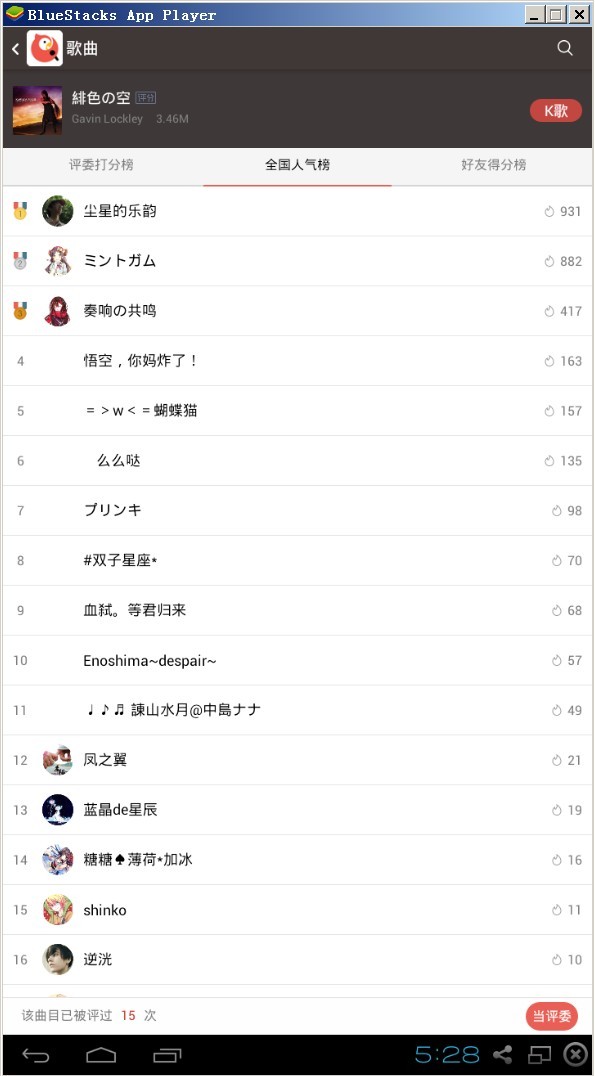 BlueStacks App Player
歌曲
緋色の空 评分
Gavin Lockley 3.46M
K歌
评委打分榜 全国人气榜 好友得分榜
1 尘星的乐韵 931
2 ミントガム 882
3 奏响の共鸣 417
4 悟空，你妈炸了！ 163
5 = > w < = 蝴蝶猫 157
6 么么哒 135
7 プリンキ 98
8 #双子星座* 70
9 血弑。等君归来 68
10 Enoshima~despair~ 57
11 ♩♪♬ 諫山水月@中島ナナ 49
12 凤之翼 21
13 蓝晶de星辰 19
14 糖糖♠薄荷*加冰 16
15 shinko 11
16 逆洸 10
该曲目已被评过 15 次 当评委
5:28